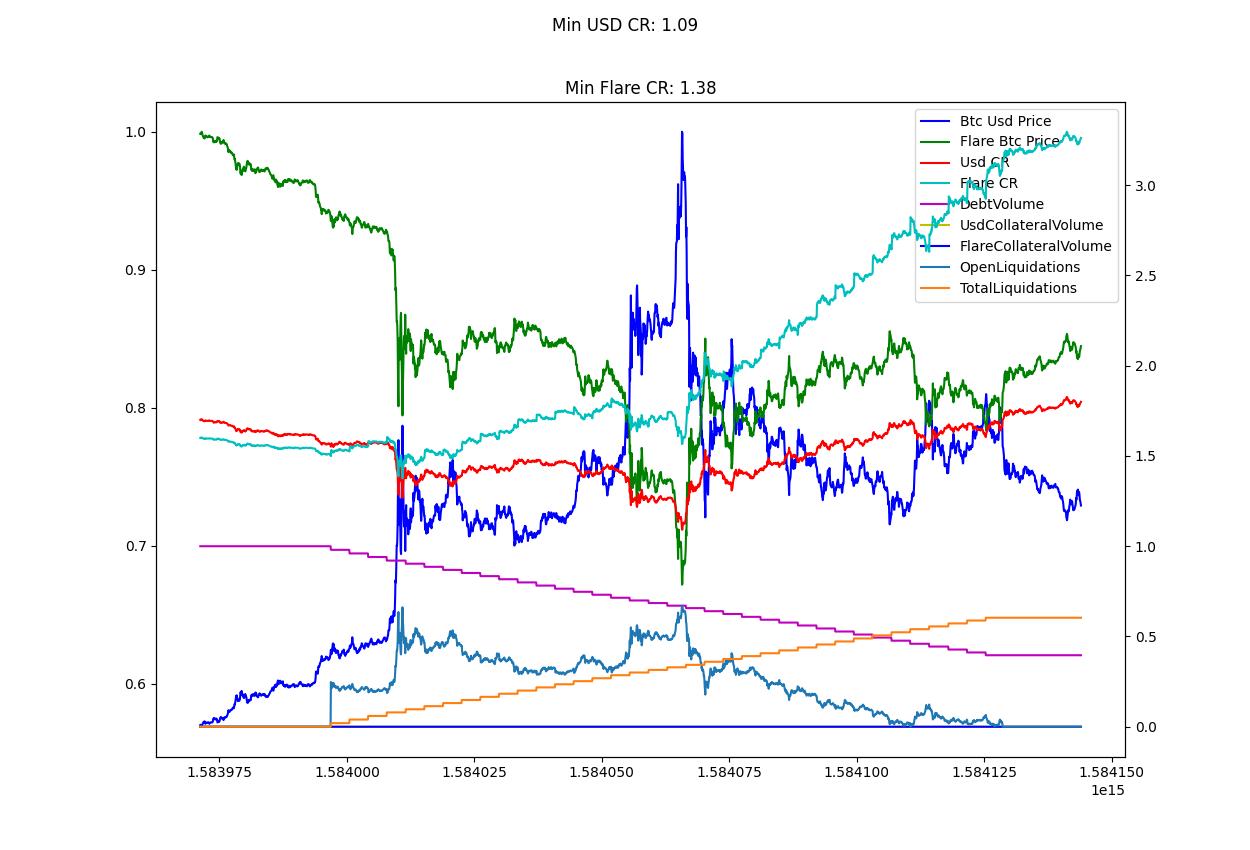 Min USD CR: 1.09
Min Flare CR: 1.38
Btc Usd Price
Flare Btc Price
Usd CR
Flare CR
DebtVolume
UsdCollateralVolume
FlareCollateralVolume
OpenLiquidations
TotalLiquidations
1.0
0.9
0.8
0.7
0.6
3.0
2.5
2.0
1.5
1.0
0.5
0.0
1.583975
1.584000
1.584025
1.584050
1.584075
1.584100
1.584125
1.584150
1e15